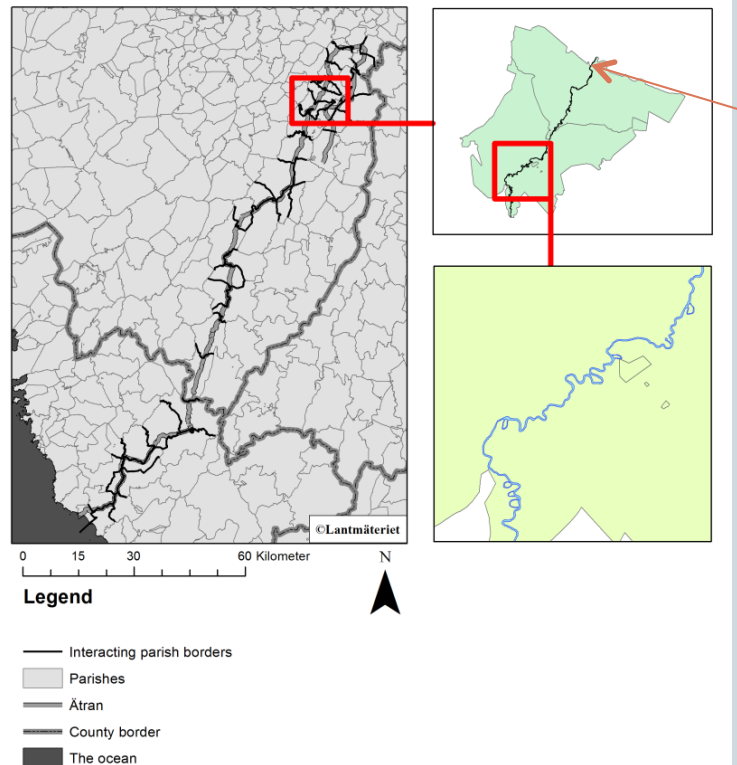 ©Lantmäteriet
0 15 30 60 Kilometer
N
Legend
Interacting parish borders
Parishes
Ätran
County border
The ocean